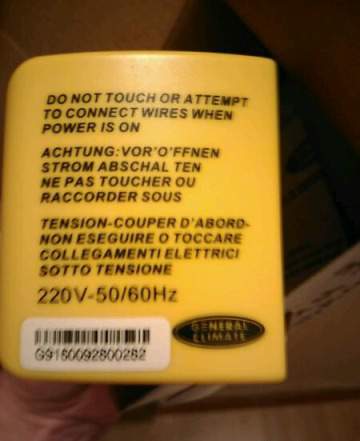 DO NOT TOUCH OR ATTEMPT
TO CONNECT WIRES WHEN
POWER IS ON
ACHTUNG:VOR'O'FFNEN
STROM ABSCHAL TEN
NE PAS TOUCHER OU
RACCORDER SOUS
TENSION-COUPER D'ABORD-
NON ESEGUIRE O TOCCARE
COLLEGAMENTI ELETTRICI
SOTTO TENSIONE
220V-50/60Hz
G9180092800282
GENERAL
CLIMATE